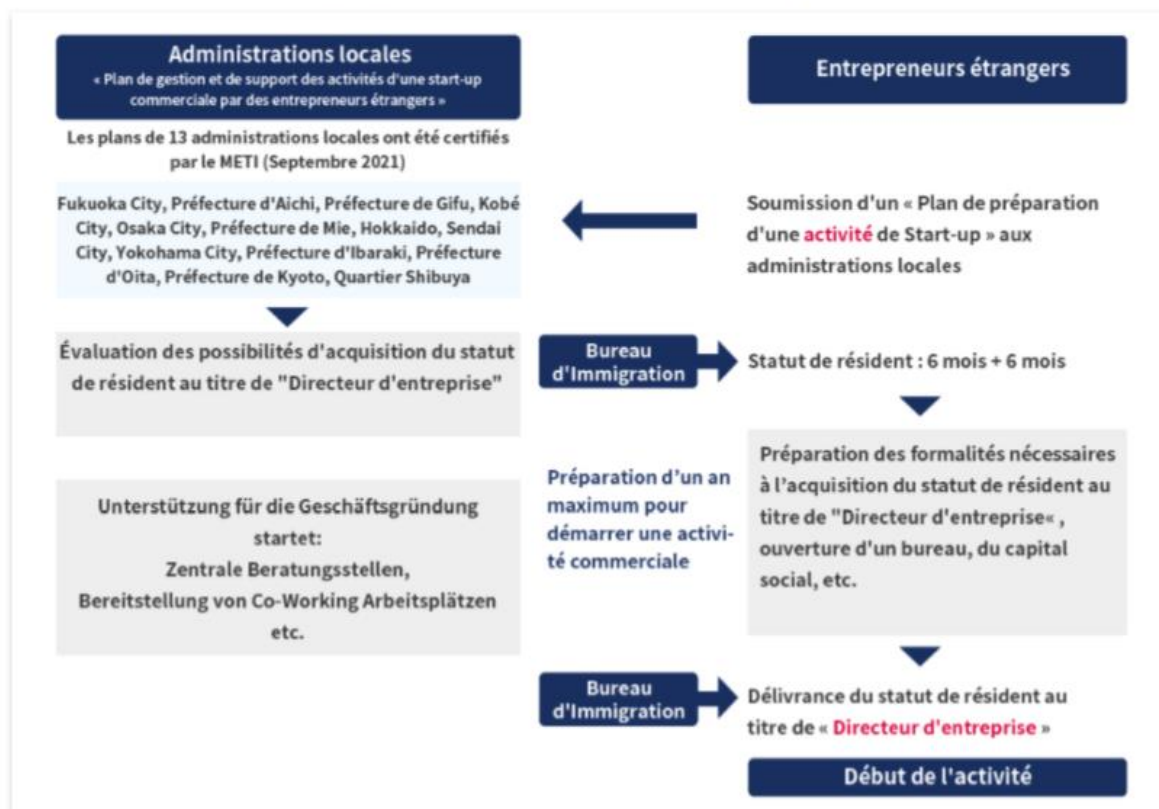 Administrations locales
« Plan de gestion et de support des activités d'une start-up
commerciale par des entrepreneurs étrangers »
Les plans de 13 administrations locales ont été certifiés
par le METI (Septembre 2021)
Fukuoka City, Préfecture d'Aichi, Préfecture de Gifu, Kobé
City, Osaka City, Préfecture de Mie, Hokkaido, Sendai
City, Yokohama City, Préfecture d'Ibaraki, Préfecture
d'Oita, Préfecture de Kyoto, Quartier Shibuya
Entrepreneurs étrangers
Soumission d'un « Plan de préparation
d'une activité de Start-up » aux
administrations locales
Évaluation des possibilités d'acquisition du statut
de résident au titre de "Directeur d'entreprise"
Bureau
d'Immigration
Statut de résident : 6 mois + 6 mois
Unterstützung für die Geschäftsgründung
startet:
Zentrale Beratungsstellen,
Bereitstellung von Co-Working Arbeitsplätzen
etc.
Préparation d’un an
maximum pour
démarrer une activi-
té commerciale
Préparation des formalités nécessaires
à l’acquisition du statut de résident au
titre de "Directeur d'entreprise« ,
ouverture d'un bureau, du capital
social, etc.
Bureau
d'Immigration
Délivrance du statut de résident au
titre de « Directeur d'entreprise »
Début de l'activité